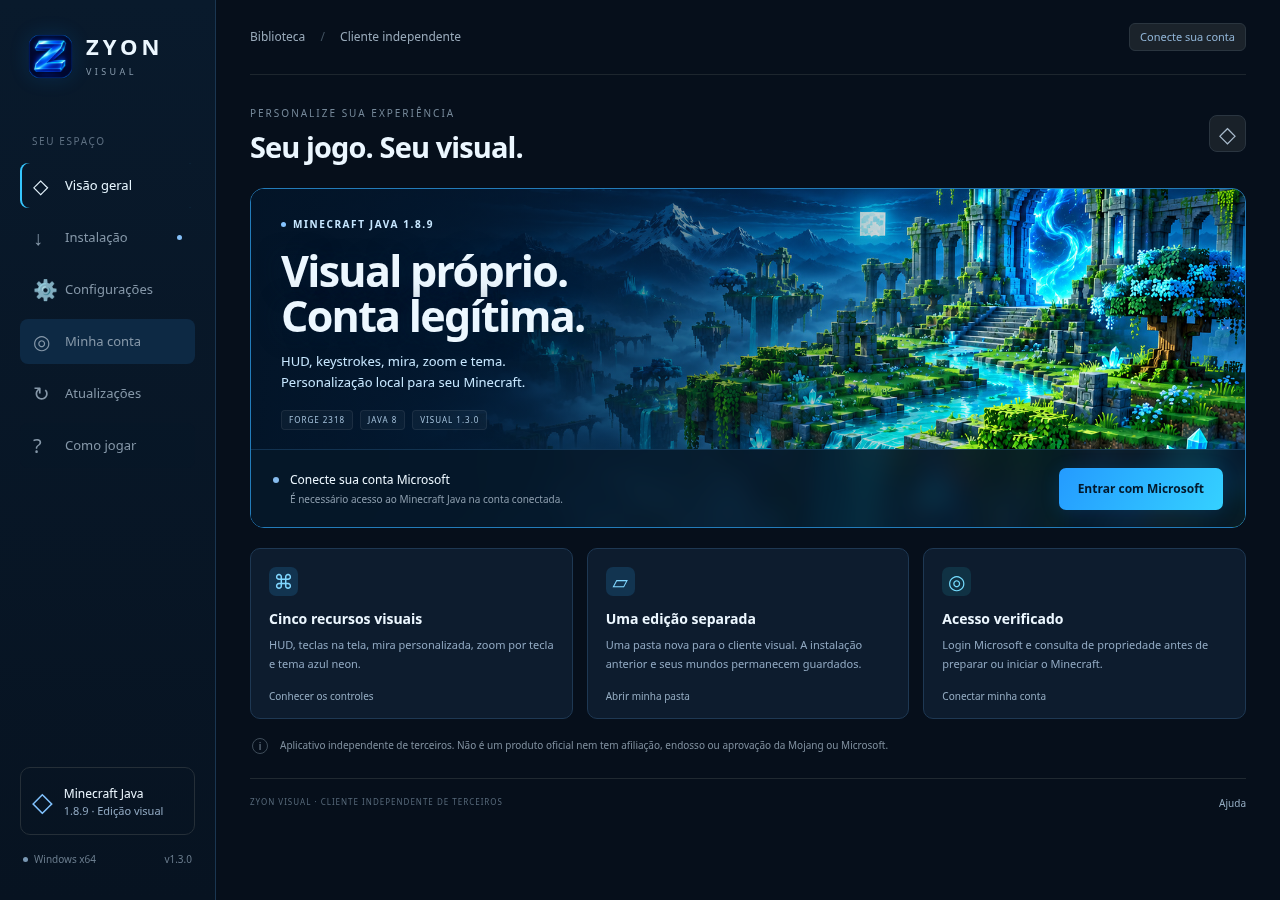 ZYON
VISUAL
SEU ESPAÇO
Visão geral
Instalação
Configurações
Minha conta
Atualizações
? Como jogar
Minecraft Java
1.8.9 · Edição visual
Windows x64 v1.3.0
Biblioteca / Cliente independente
Conecte sua conta
PERSONALIZE SUA EXPERIÊNCIA
Seu jogo. Seu visual.
MINECRAFT JAVA 1.8.9
Visual próprio.
Conta legítima.
HUD, keystrokes, mira, zoom e tema.
Personalização local para seu Minecraft.
FORGE 2318 JAVA 8 VISUAL 1.3.0
Conecte sua conta Microsoft
É necessário acesso ao Minecraft Java na conta conectada.
Entrar com Microsoft
Cinco recursos visuais
HUD, teclas na tela, mira personalizada, zoom por tecla
e tema azul neon.
Conhecer os controles
Uma edição separada
Uma pasta nova para o cliente visual. A instalação
anterior e seus mundos permanecem guardados.
Abrir minha pasta
Acesso verificado
Login Microsoft e consulta de propriedade antes de
preparar ou iniciar o Minecraft.
Conectar minha conta
i Aplicativo independente de terceiros. Não é um produto oficial nem tem afiliação, endosso ou aprovação da Mojang ou Microsoft.
ZYON VISUAL · CLIENTE INDEPENDENTE DE TERCEIROS
Ajuda